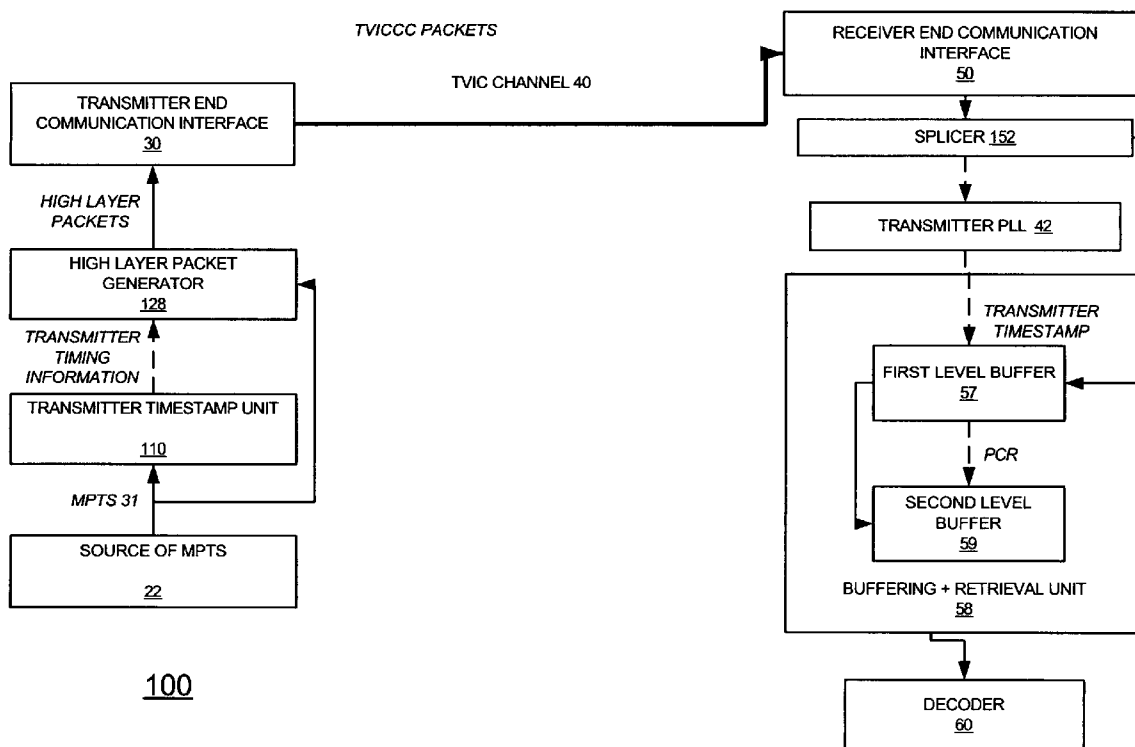 TVICCC PACKETS
TVIC CHANNEL 40
TRANSMITTER END
COMMUNICATION INTERFACE
30
HIGH LAYER
PACKETS
HIGH LAYER PACKET
GENERATOR
128
TRANSMITTER
TIMING
INFORMATION
TRANSMITTER TIMESTAMP UNIT
110
MPTS 31
SOURCE OF MPTS
22
100
RECEIVER END COMMUNICATION
INTERFACE
50
SPLICER 152
TRANSMITTER PLL 42
TRANSMITTER
TIMESTAMP
FIRST LEVEL BUFFER
57
PCR
SECOND LEVEL
BUFFER
59
BUFFERING + RETRIEVAL UNIT
58
DECODER
60